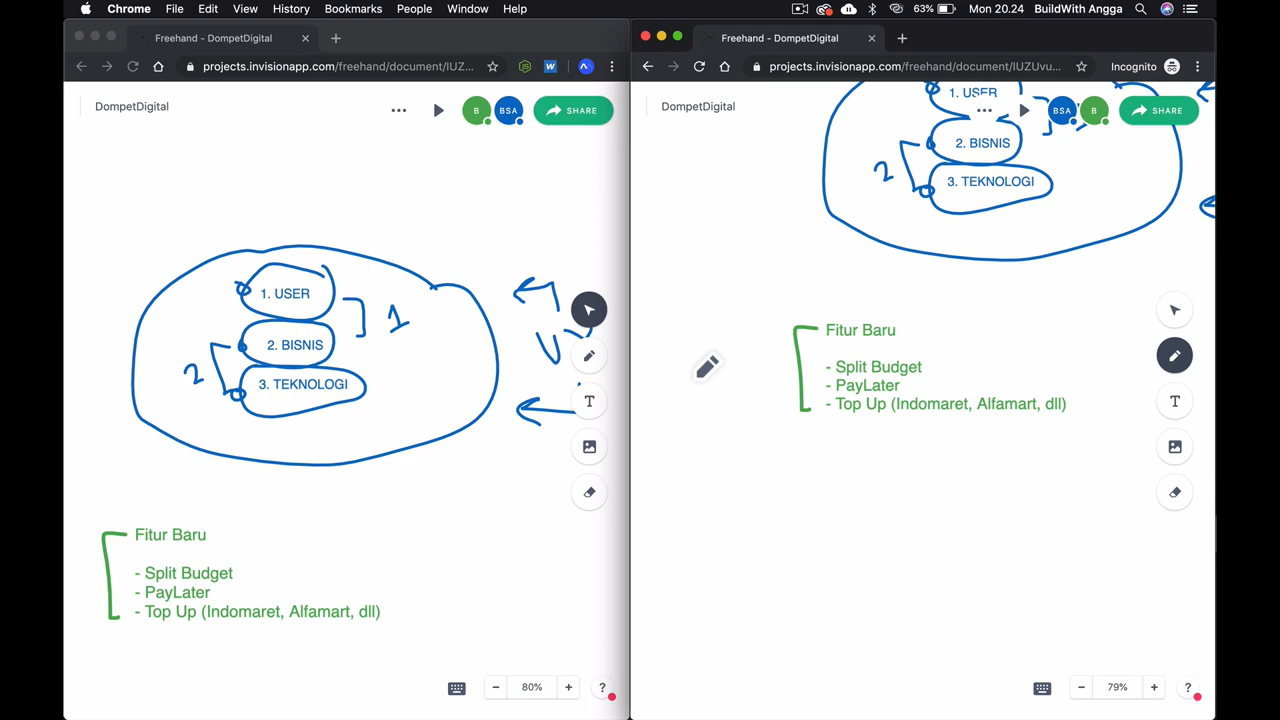 Chrome File Edit View History Bookmarks People Window Help 63% Mon 20.24 BuildWith Angga
Freehand - DompetDigital
projects.invisionapp.com/freehand/document/IUZ...
DompetDigital
B
BSA
SHARE
1. USER
2. BISNIS
3. TEKNOLOGI
1
2
T
Fitur Baru
- Split Budget
- PayLater
- Top Up (Indomaret, Alfamart, dll)
80%
?
Freehand - DompetDigital
projects.invisionapp.com/freehand/document/IUZUvu...
Incognito
DompetDigital
BSA
B
SHARE
1. USER
2. BISNIS
3. TEKNOLOGI
2
T
Fitur Baru
- Split Budget
- PayLater
- Top Up (Indomaret, Alfamart, dll)
79%
?